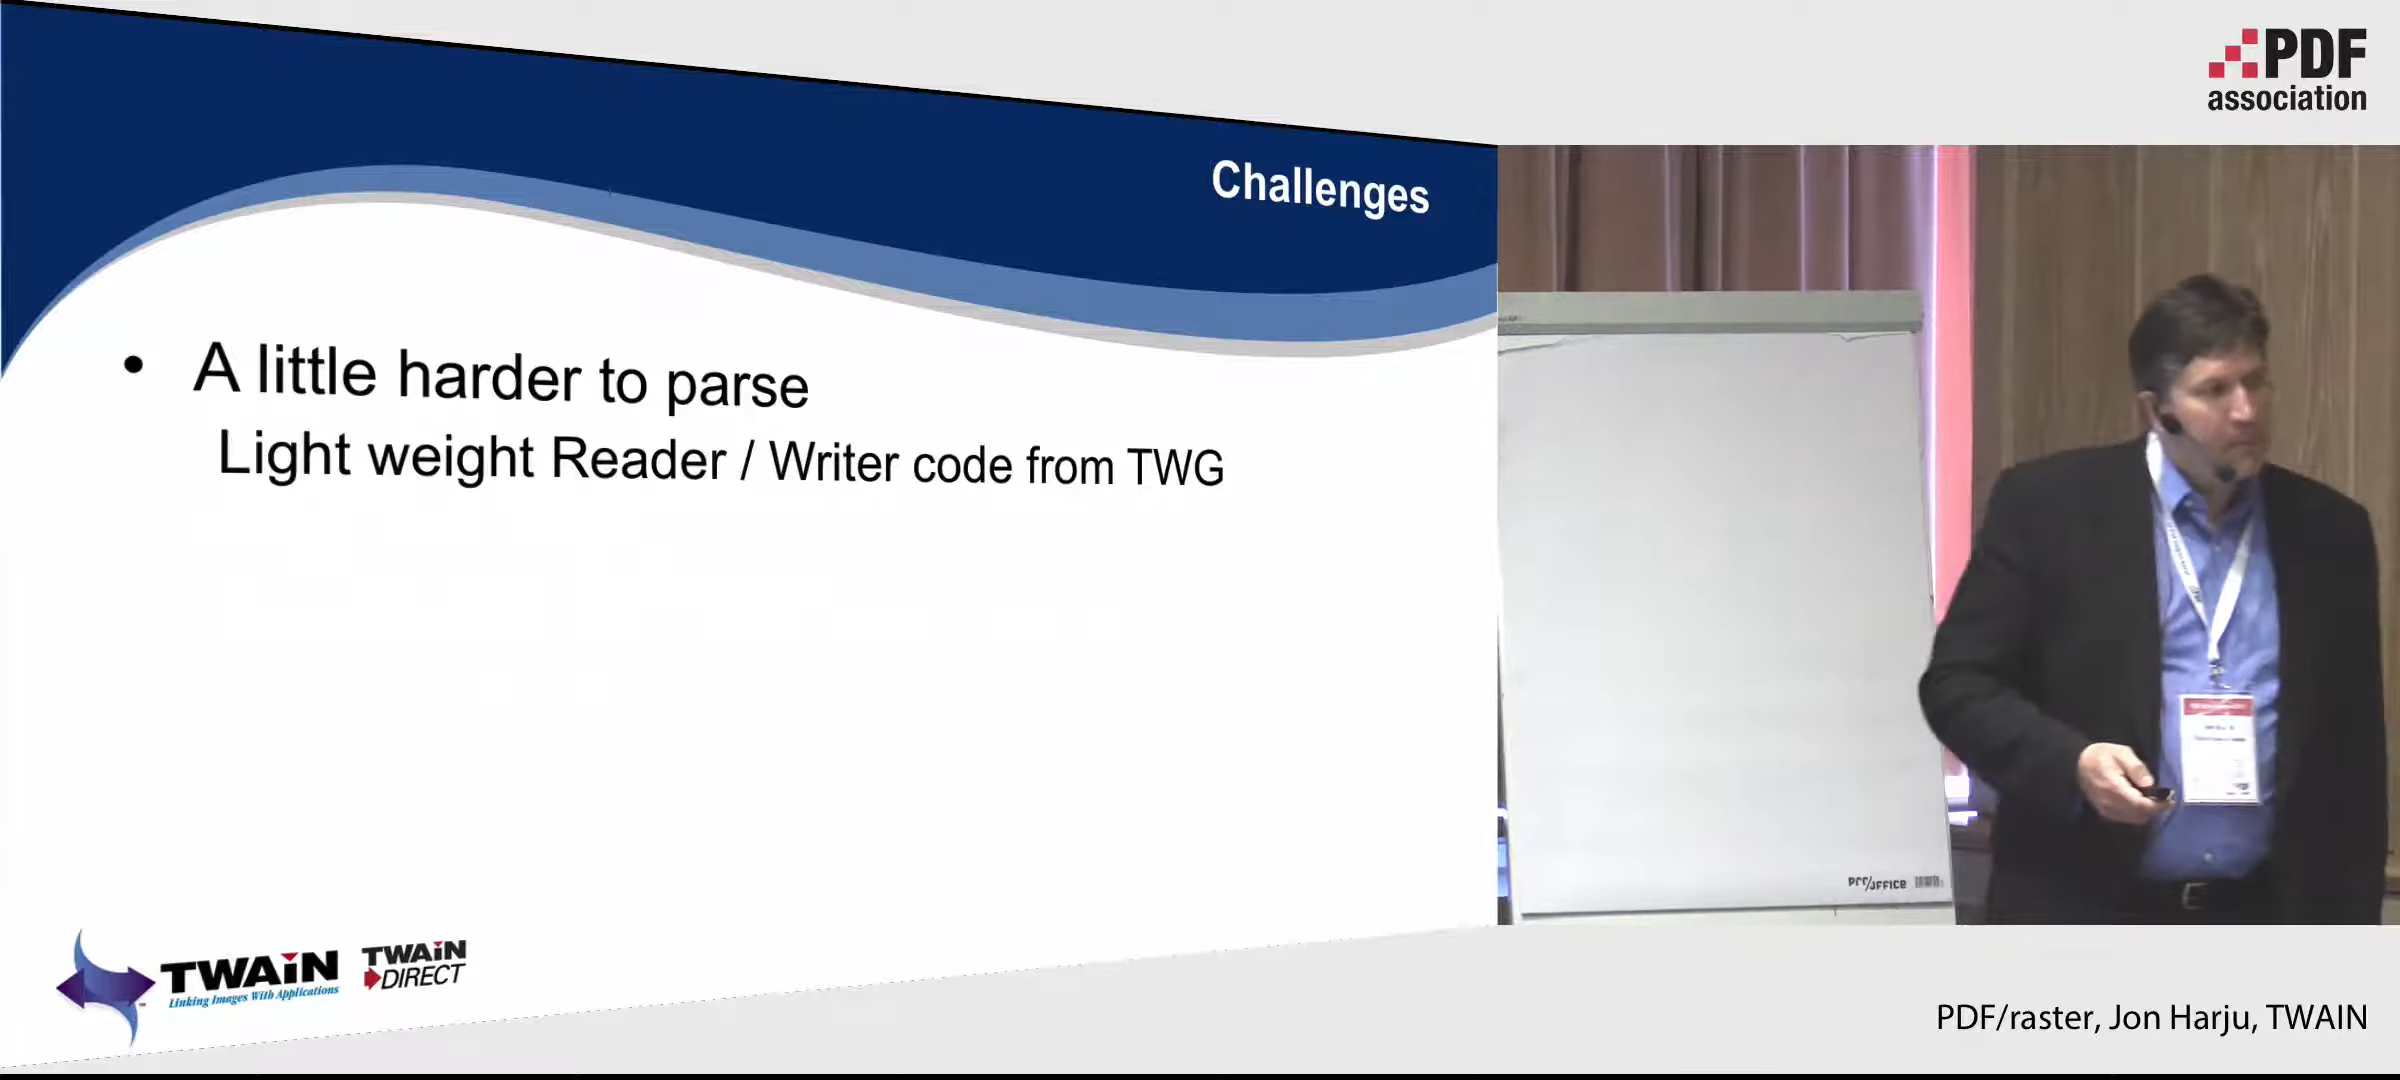 PDF
association
Challenges
• A little harder to parse
Light weight Reader / Writer code from TWG
TWAiN
Linking Images With Applications
TWAiN
DIRECT
PDF/raster, Jon Harju, TWAIN